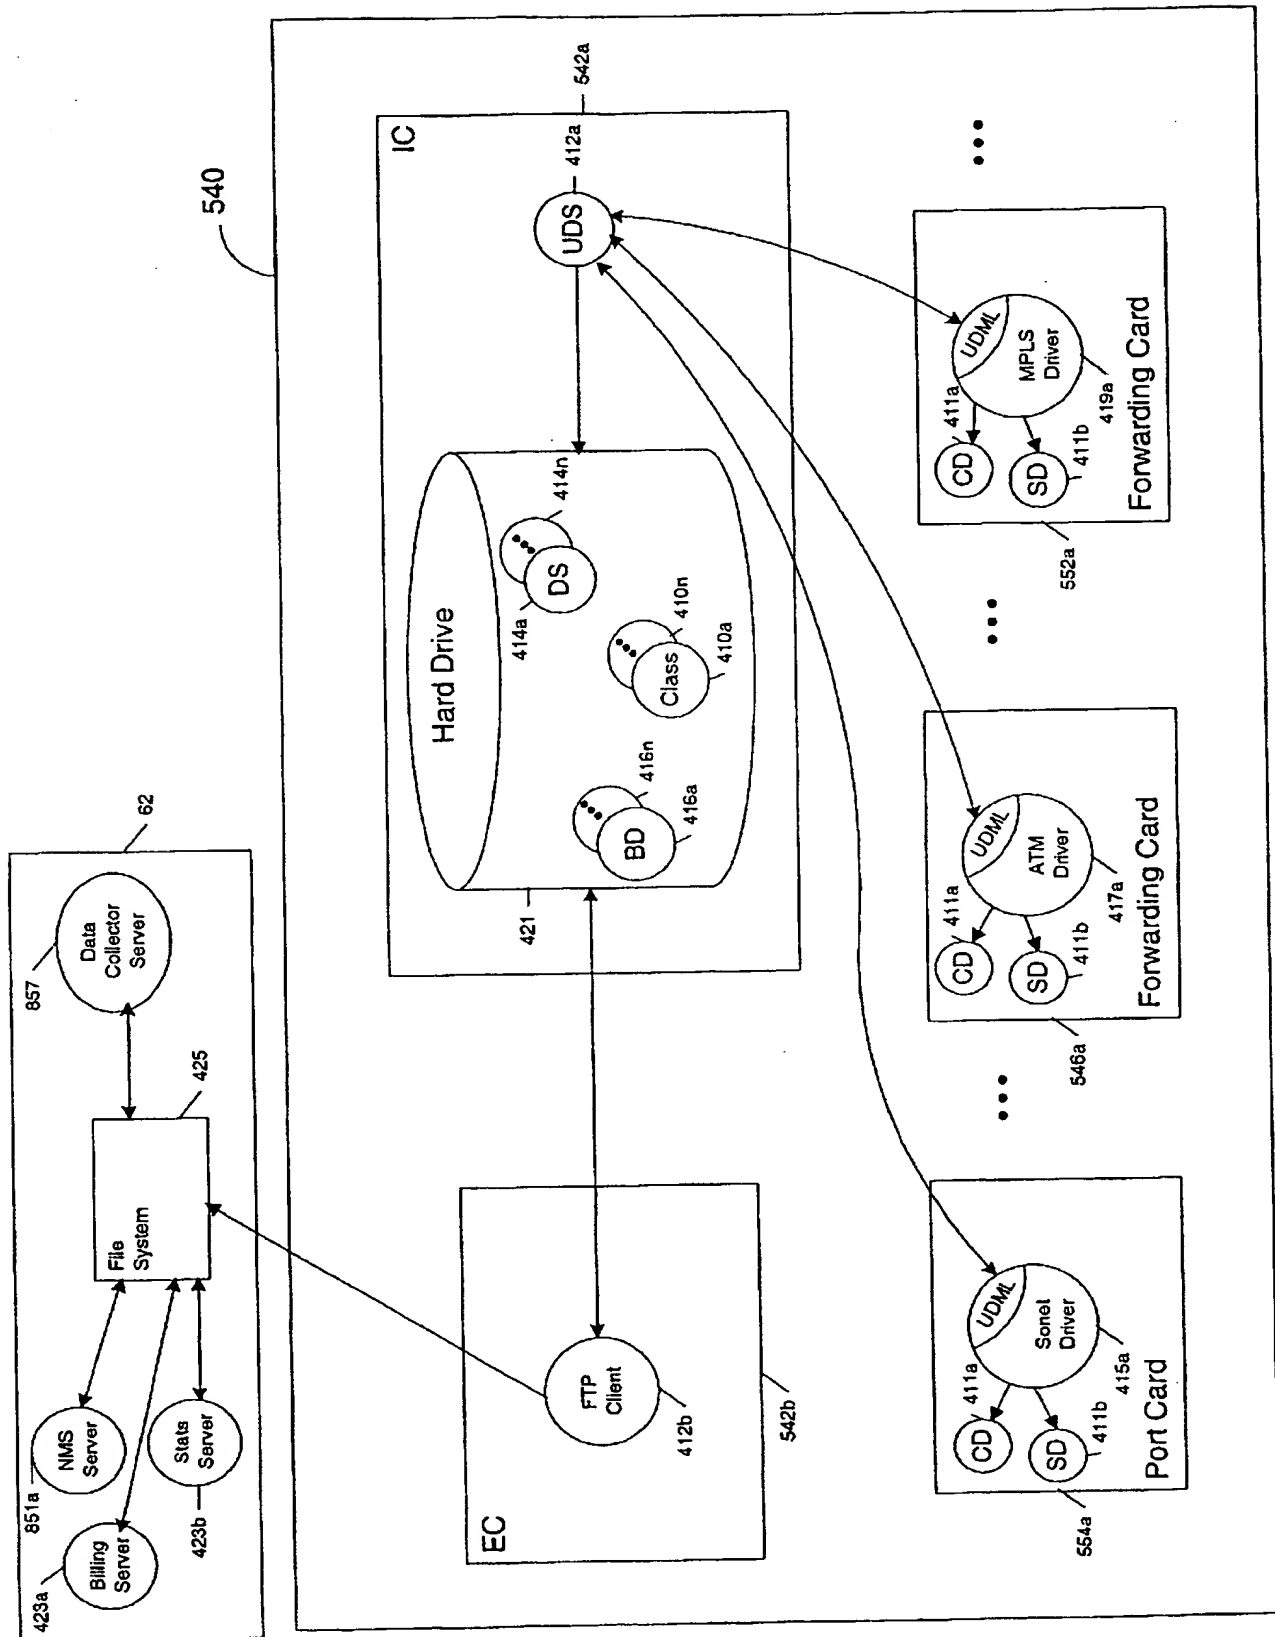 62
857
Data
Collector
Server
425
File
System
851a
NMS
Server
423a
Billing
Server
Stats
Server
423b
540
IC
542a
UDS
412a
Hard Drive
414n
DS
414a
410n
Class
410a
416n
BD
416a
421
EC
FTP
Client
412b
542b
411a
CD
UDML
Sonet
Driver
SD
411b
415a
Port Card
554a
•••
411a
CD
UDML
ATM
Driver
SD
411b
417a
Forwarding Card
546a
•••
411a
CD
UDML
MPLS
Driver
SD
411b
419a
Forwarding Card
552a
•••